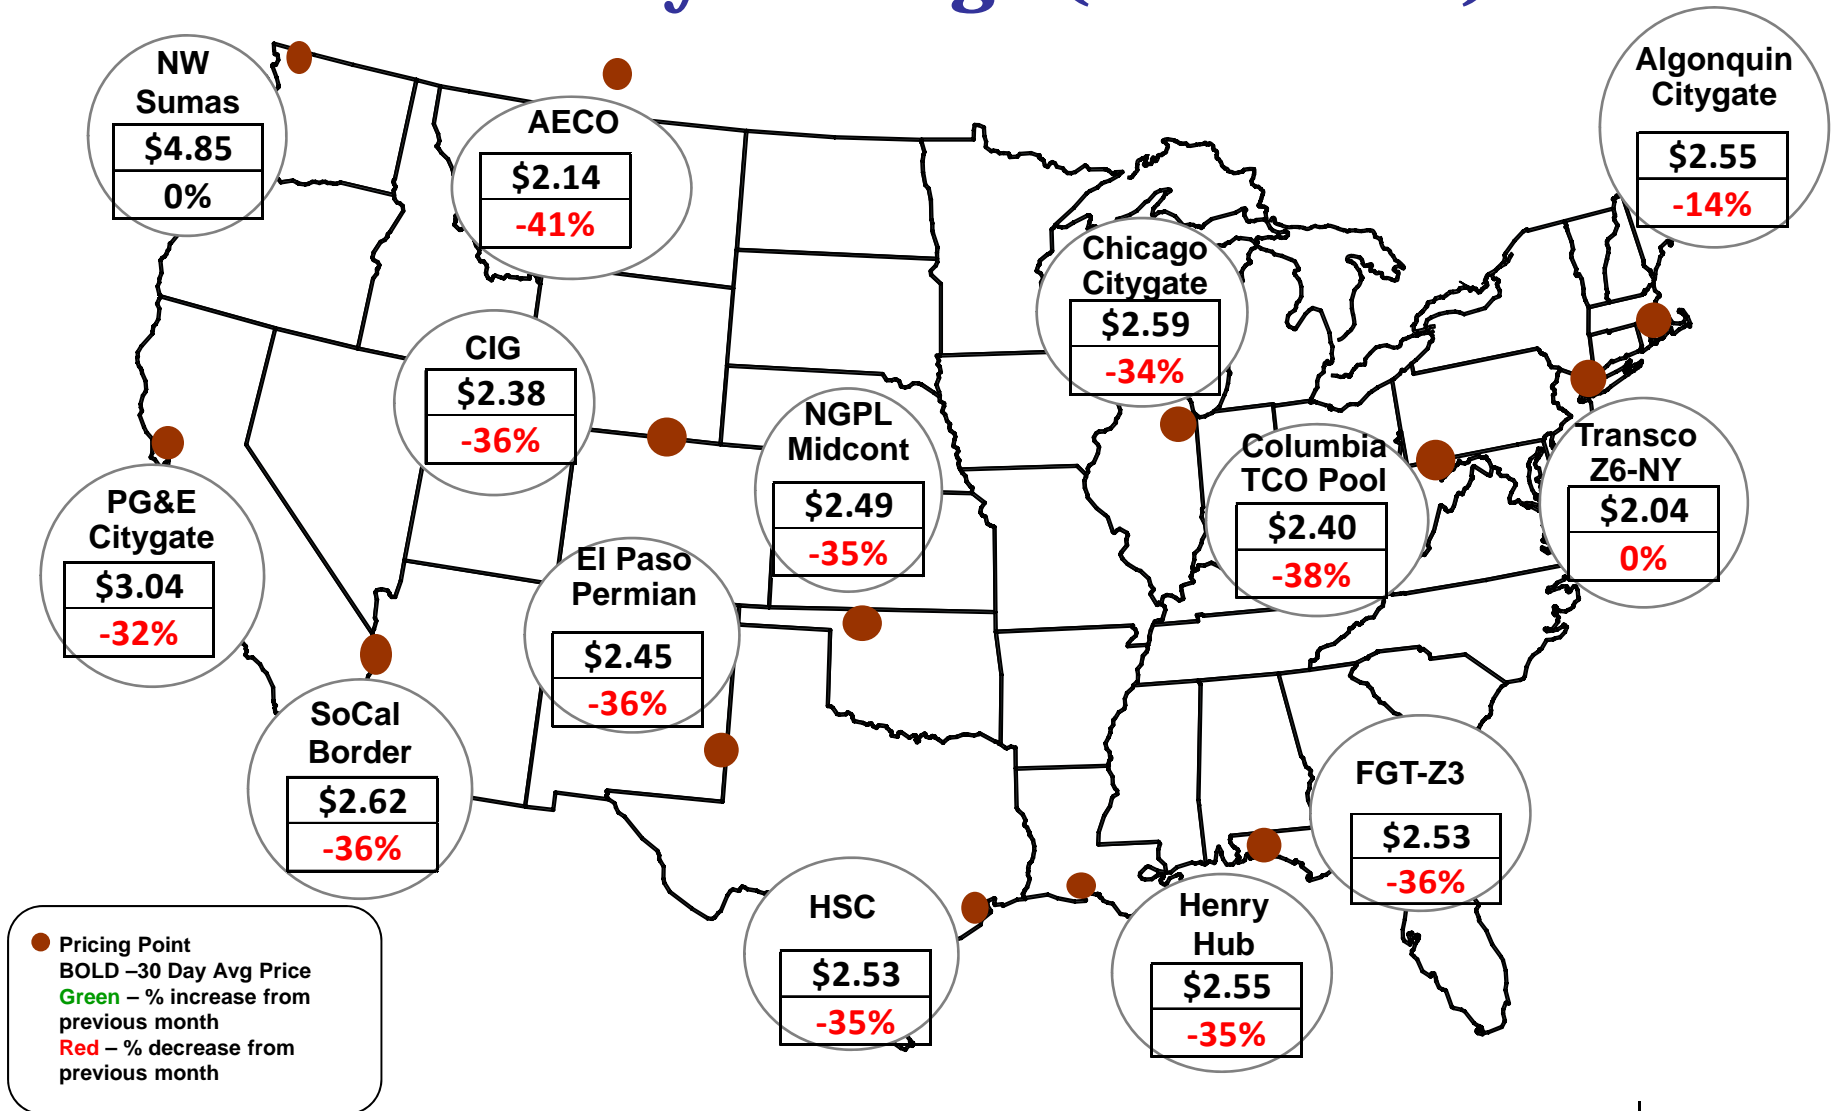 NW
Sumas
$4.85
0%
AECO
$2.14
-41%
Algonquin
Citygate
$2.55
-14%
Chicago
Citygate
$2.59
-34%
CIG
$2.38
-36%
NGPL
Midcont
$2.49
-35%
Columbia
TCO Pool
$2.40
-38%
Transco
Z6-NY
$2.04
0%
PG&E
Citygate
$3.04
-32%
El Paso
Permian
$2.45
-36%
SoCal
Border
$2.62
-36%
FGT-Z3
$2.53
-36%
HSC
$2.53
-35%
Henry
Hub
$2.55
-35%
Pricing Point
BOLD –30 Day Avg Price
Green – % increase from
previous month
Red – % decrease from
previous month